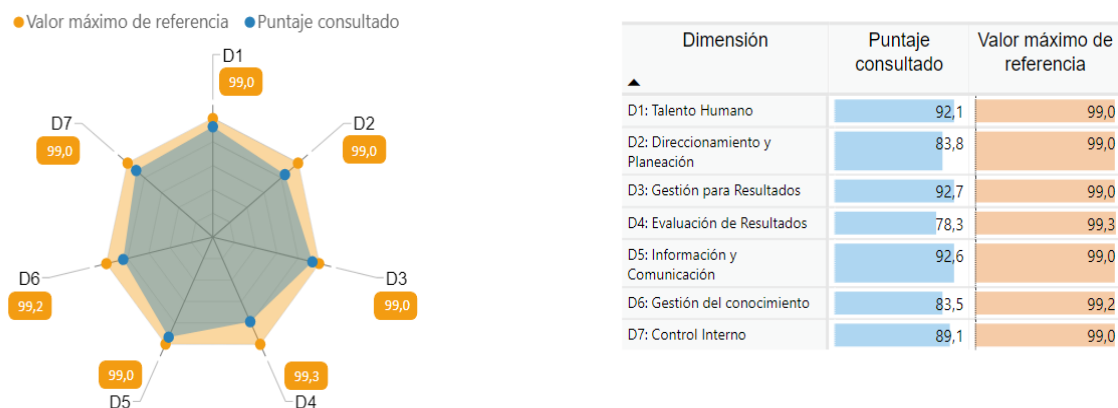 Valor máximo de referencia Puntaje consultado
D1
99,0
D7
99,0
D2
99,0
D6
99,2
D3
99,0
99,0
D5
99,3
D4
Dimensión Puntaje consultado Valor máximo de referencia
D1: Talento Humano 92,1 99,0
D2: Direccionamiento y
Planeación 83,8 99,0
D3: Gestión para Resultados 92,7 99,0
D4: Evaluación de Resultados 78,3 99,3
D5: Información y
Comunicación 92,6 99,0
D6: Gestión del conocimiento 83,5 99,2
D7: Control Interno 89,1 99,0